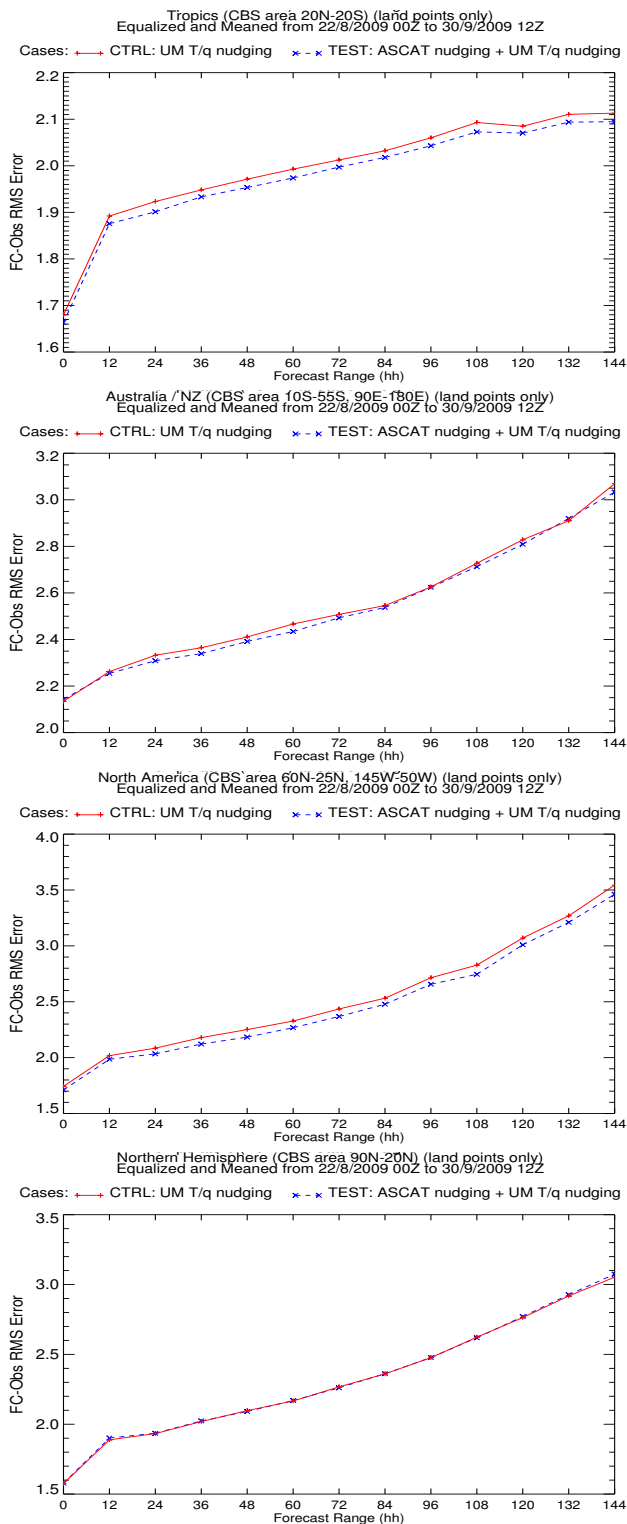 Tropics (CBS area 20N-20S) (land points only)
Equalized and Meaned from 22/8/2009 00Z to 30/9/2009 12Z
Cases: CTRL: UM T/q nudging TEST: ASCAT nudging + UM T/q nudging
2.2
2.1
2.0
1.9
1.8
1.7
1.6
FC-Obs RMS Error
0 12 24 36 48 60 72 84 96 108 120 132 144
Forecast Range (hh)
Australia / NZ (CBS area 10S-55S, 90E-180E) (land points only)
Equalized and Meaned from 22/8/2009 00Z to 30/9/2009 12Z
Cases: CTRL: UM T/q nudging TEST: ASCAT nudging + UM T/q nudging
3.2
3.0
2.8
2.6
2.4
2.2
2.0
FC-Obs RMS Error
0 12 24 36 48 60 72 84 96 108 120 132 144
Forecast Range (hh)
North America (CBS area 60N-25N, 145W-50W) (land points only)
Equalized and Meaned from 22/8/2009 00Z to 30/9/2009 12Z
Cases: CTRL: UM T/q nudging TEST: ASCAT nudging + UM T/q nudging
4.0
3.5
3.0
2.5
2.0
1.5
FC-Obs RMS Error
0 12 24 36 48 60 72 84 96 108 120 132 144
Forecast Range (hh)
Northern Hemisphere (CBS area 90N-20N) (land points only)
Equalized and Meaned from 22/8/2009 00Z to 30/9/2009 12Z
Cases: CTRL: UM T/q nudging TEST: ASCAT nudging + UM T/q nudging
3.5
3.0
2.5
2.0
1.5
FC-Obs RMS Error
0 12 24 36 48 60 72 84 96 108 120 132 144
Forecast Range (hh)